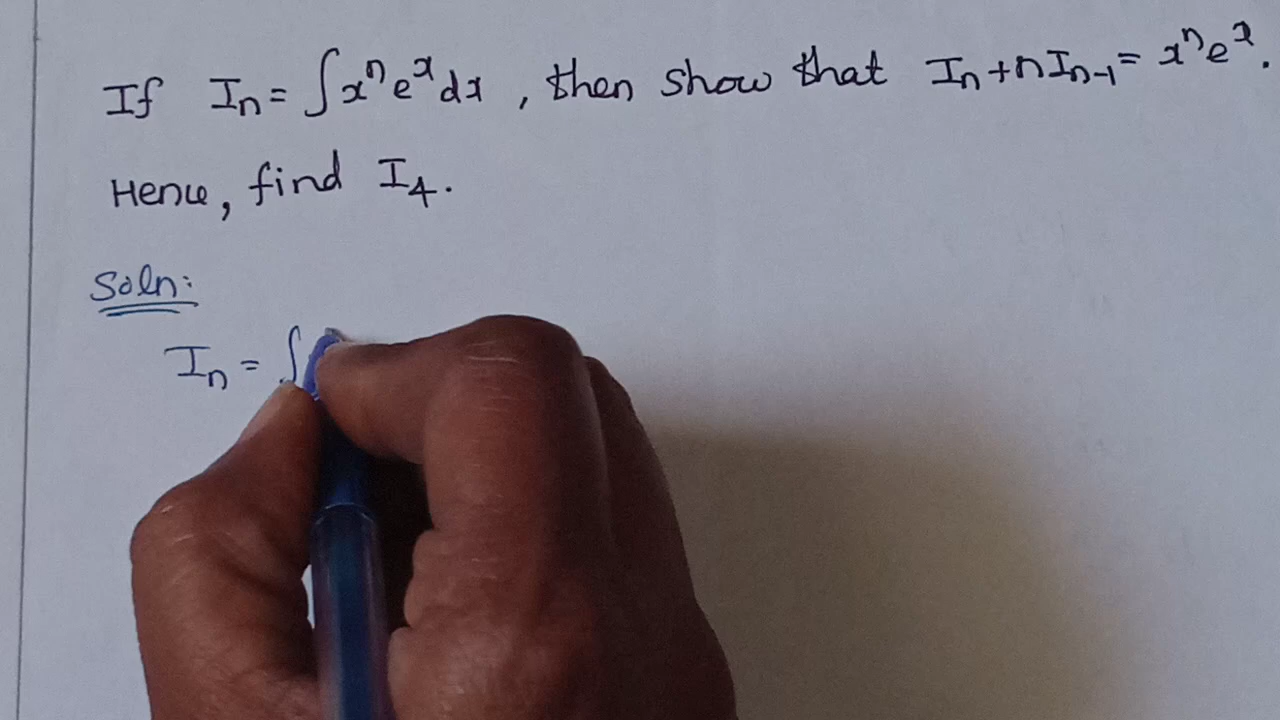 If Iₙ = ∫xⁿeˣdx , then show that Iₙ+nIₙ₋₁ = xⁿeˣ.
Hence, find I₄.
Soln:
Iₙ = ∫